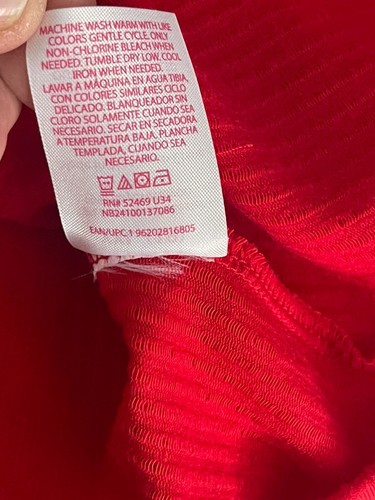 MACHINE WASH WARM WITH LIKE
COLORS GENTLE CYCLE, ONLY
NON-CHLORINE BLEACH WHEN
NEEDED. TUMBLE DRY LOW, COOL
IRON WHEN NEEDED.
LAVAR A MÁQUINA EN AGUA TIBIA,
CON COLORES SIMILARES CICLO
DELICADO. BLANQUEADOR SIN
CLORO SOLAMENTE CUANDO SEA
NECESARIO. SECAR EN SECADORA
A TEMPERATURA BAJA, PLANCHA
TEMPLADA, CUANDO SEA
NECESARIO.
RN# 52469 U34
NB24100137086
EAN/UPC.1 96202816805